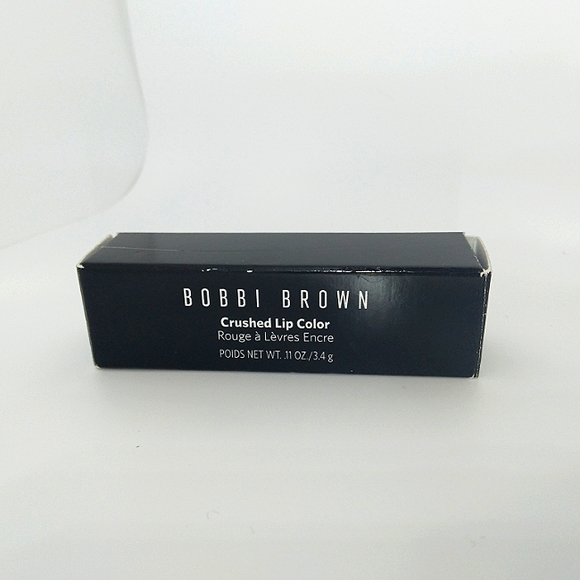 BOBBI BROWN
Crushed Lip Color
Rouge à Lèvres Encre
POIDS NET WT. .11 OZ./3.4 g